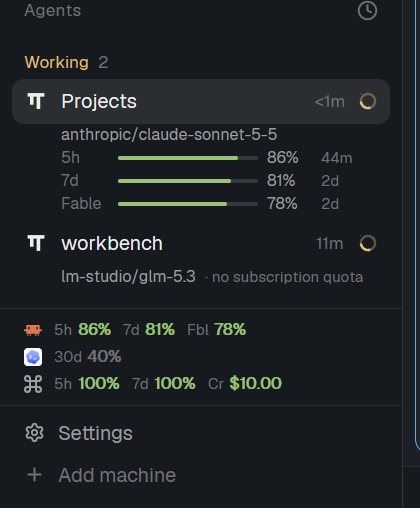 Agents
Working 2
Projects <1m
anthropic/claude-sonnet-5-5
5h 86% 44m
7d 81% 2d
Fable 78% 2d
workbench 11m
lm-studio/glm-5.3 · no subscription quota
5h 86% 7d 81% Fbl 78%
30d 40%
5h 100% 7d 100% Cr $10.00
Settings
Add machine